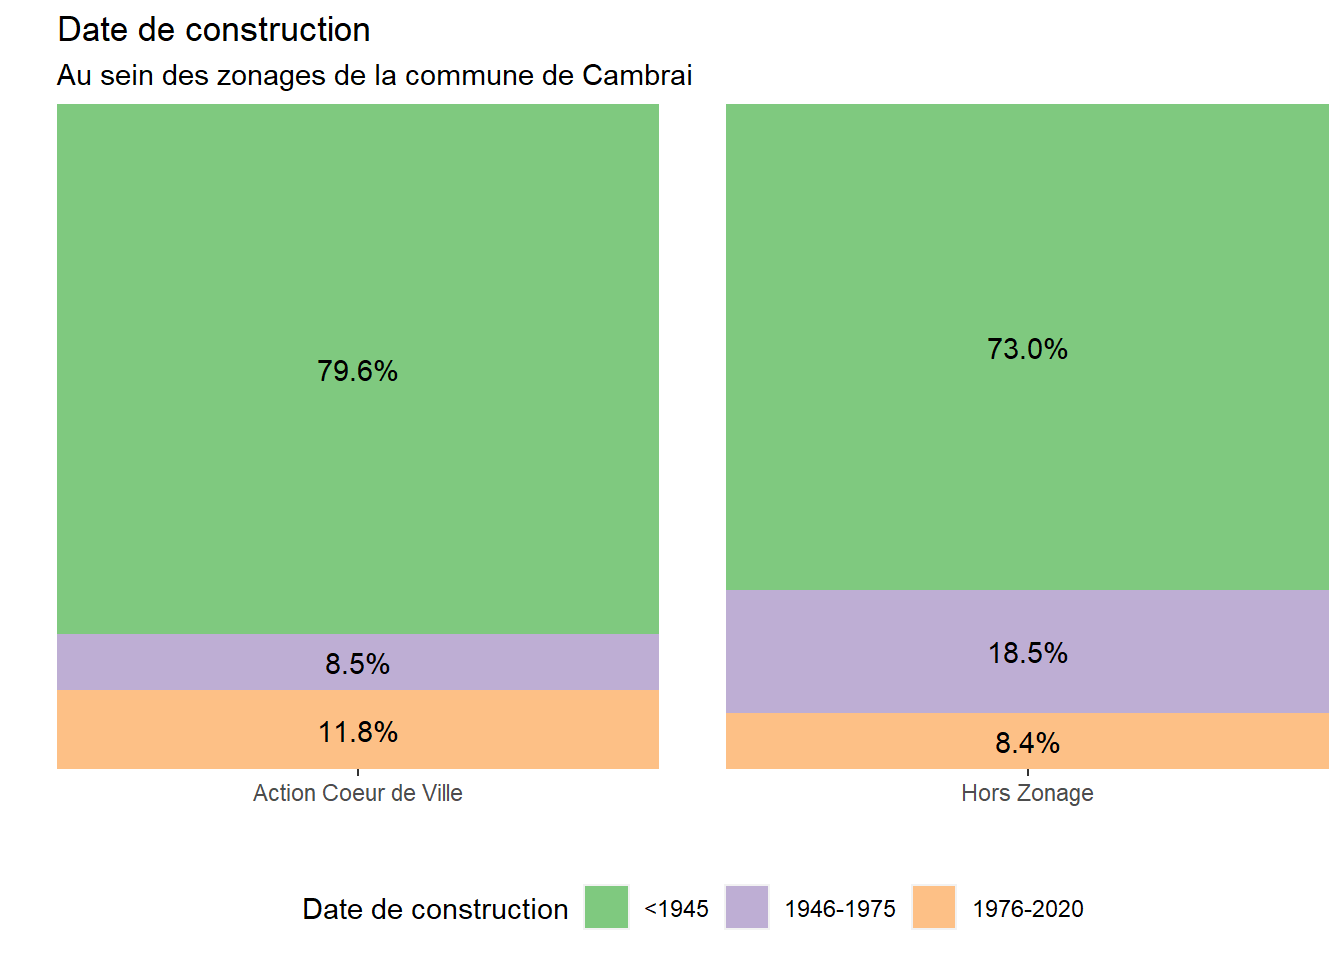 Date de construction
Au sein des zonages de la commune de Cambrai
79.6%
73.0%
8.5%
18.5%
11.8%
8.4%
Action Coeur de Ville
Hors Zonage
Date de construction <1945 1946-1975 1976-2020